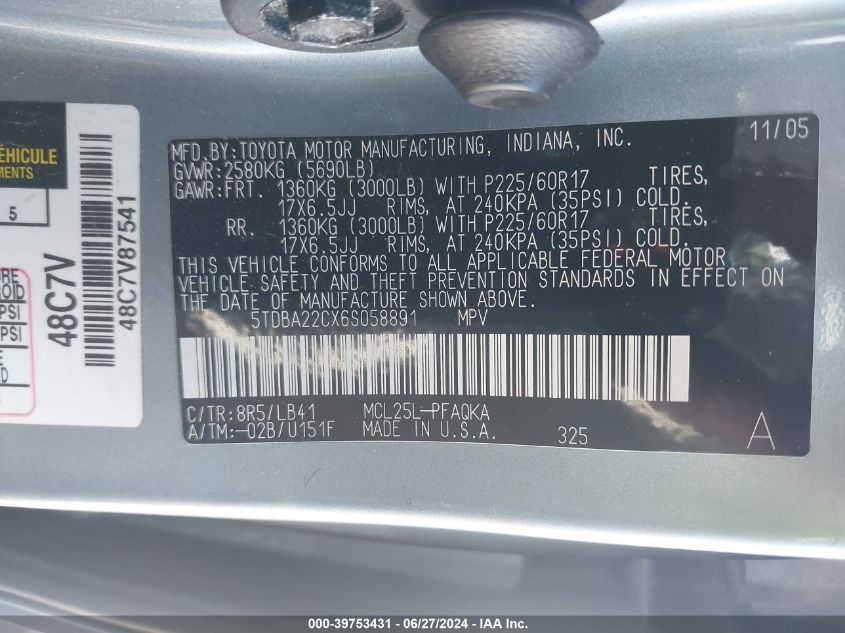 MFD.BY:TOYOTA MOTOR MANUFACTURING, INDIANA, INC. 11/05
GVWR:2580KG (5690LB)
GAWR:FRT. 1360KG (3000LB) WITH P225/60R17 TIRES,
17X6.5JJ RIMS, AT 240KPA (35PSI) COLD.
RR. 1360KG (3000LB) WITH P225/60R17 TIRES,
17X6.5JJ RIMS, AT 240KPA (35PSI) COLD.
THIS VEHICLE CONFORMS TO ALL APPLICABLE FEDERAL MOTOR
VEHICLE SAFETY AND THEFT PREVENTION STANDARDS IN EFFECT ON
THE DATE OF MANUFACTURE SHOWN ABOVE.
5TDBA22CX6S058891 MPV
C/TR:8R5/LB41 MCL25L-PFAQKA
A/TM:-02B/U151F MADE IN U.S.A. 325 A
ÉHICULE
MENTS
5
PSI
PSI
48C7V
48C7V87541
000-39753431 - 06/27/2024 - IAAI Inc.